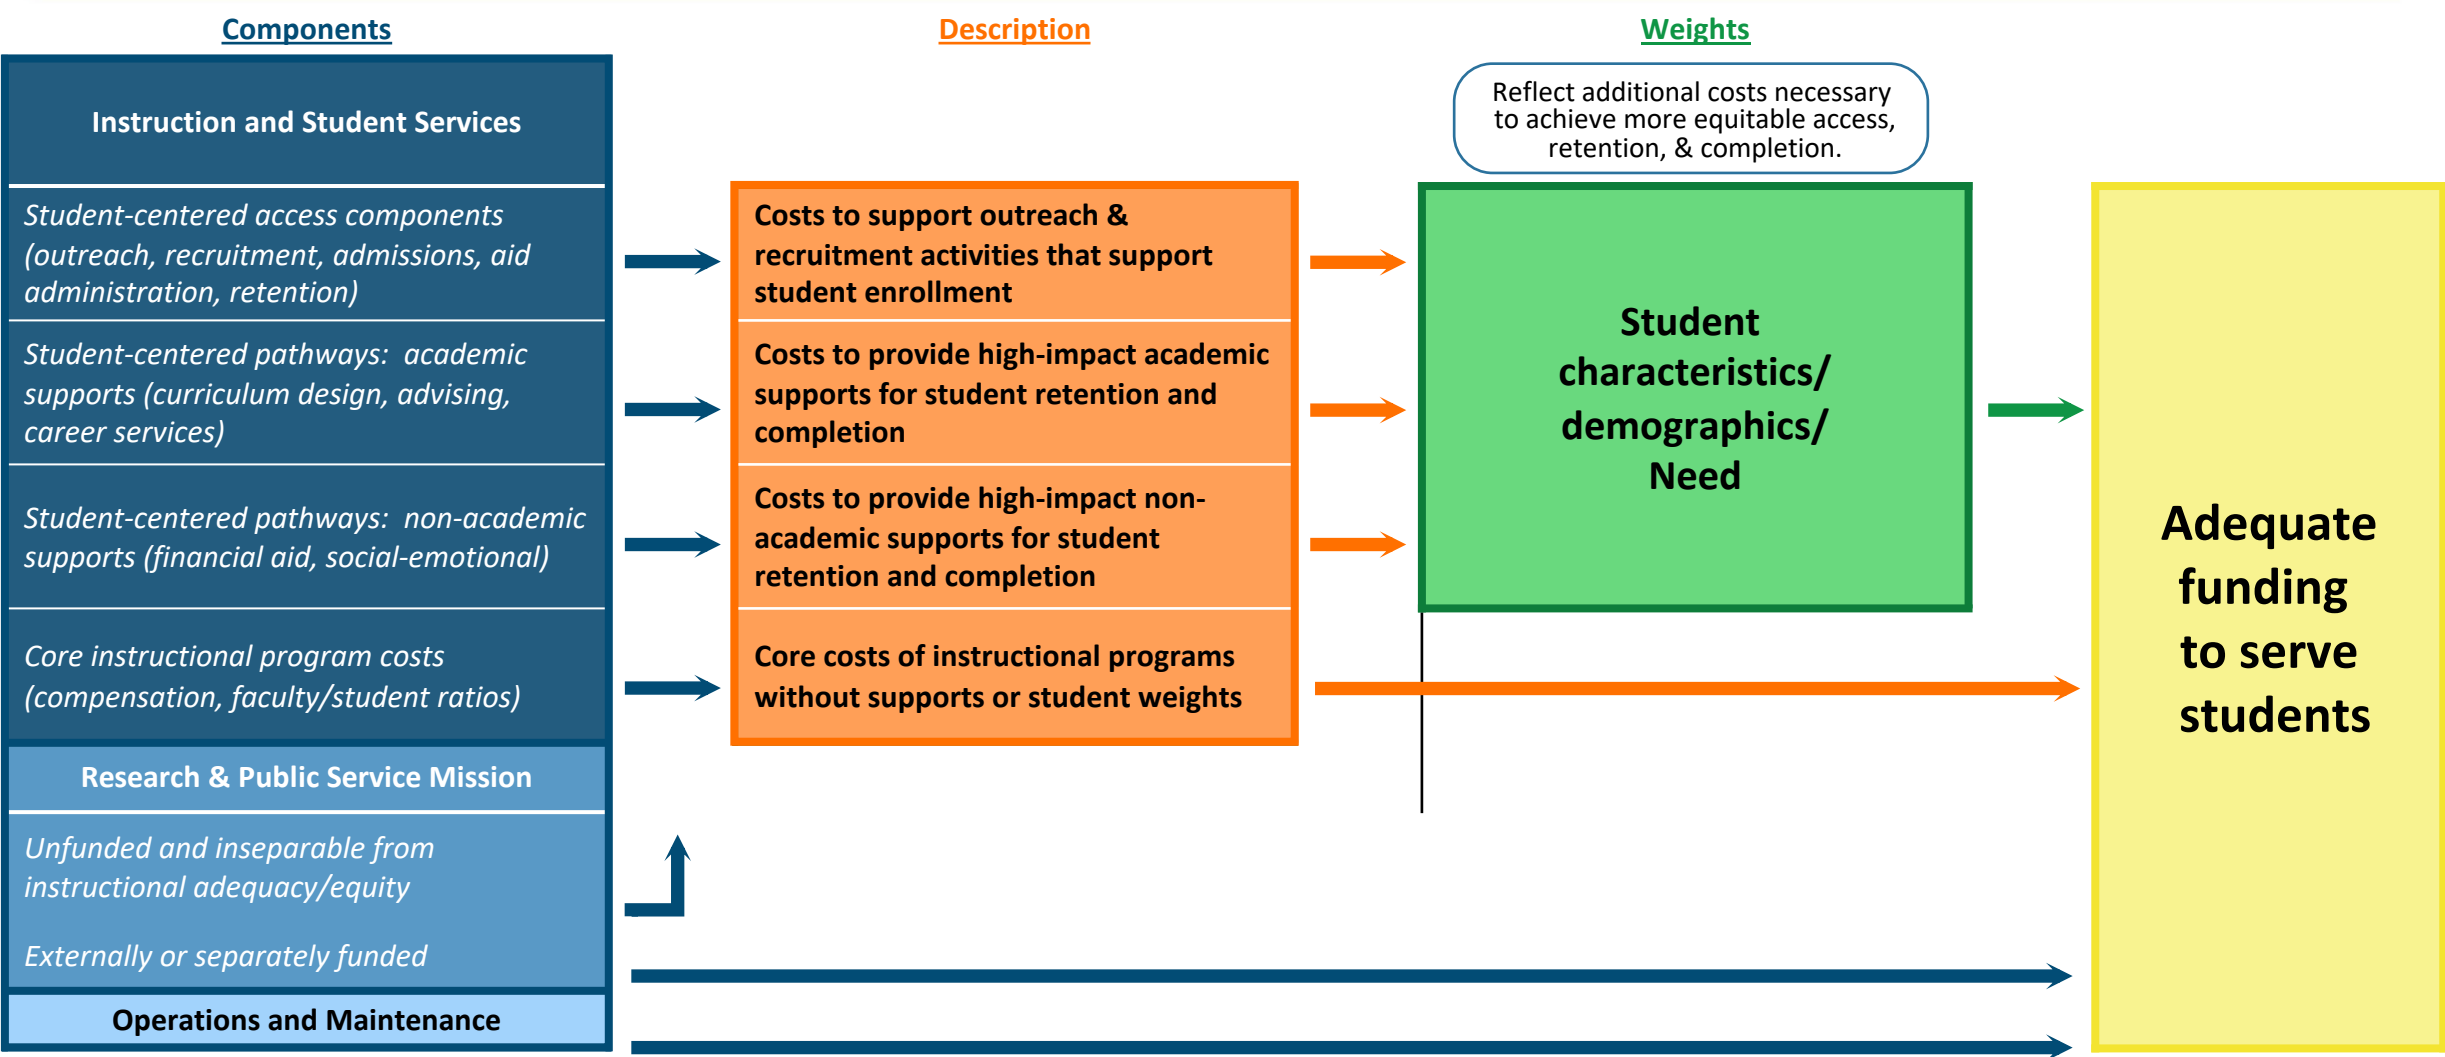 Components
Description
Weights
Reflect additional costs necessary
to achieve more equitable access,
retention, & completion.
Instruction and Student Services
Student-centered access components
(outreach, recruitment, admissions, aid
administration, retention)
Costs to support outreach &
recruitment activities that support
student enrollment
Student-centered pathways:  academic
supports (curriculum design, advising,
career services)
Costs to provide high-impact academic
supports for student retention and
completion
Student-centered pathways:  non-academic
supports (financial aid, social-emotional)
Costs to provide high-impact non-
academic supports for student
retention and completion
Core instructional program costs
(compensation, faculty/student ratios)
Core costs of instructional programs
without supports or student weights
Student
characteristics/
demographics/
Need
Adequate
funding
to serve
students
Research & Public Service Mission
Unfunded and inseparable from
instructional adequacy/equity
Externally or separately funded
Operations and Maintenance